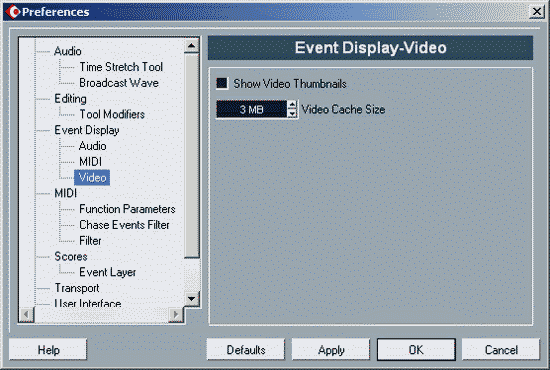 Preferences
Audio
Time Stretch Tool
Broadcast Wave
Editing
Tool Modifiers
Event Display
Audio
MIDI
Video
MIDI
Function Parameters
Chase Events Filter
Filter
Scores
Event Layer
Transport
User Interface
Event Display-Video
Show Video Thumbnails
3 MB Video Cache Size
Help
Defaults
Apply
OK
Cancel